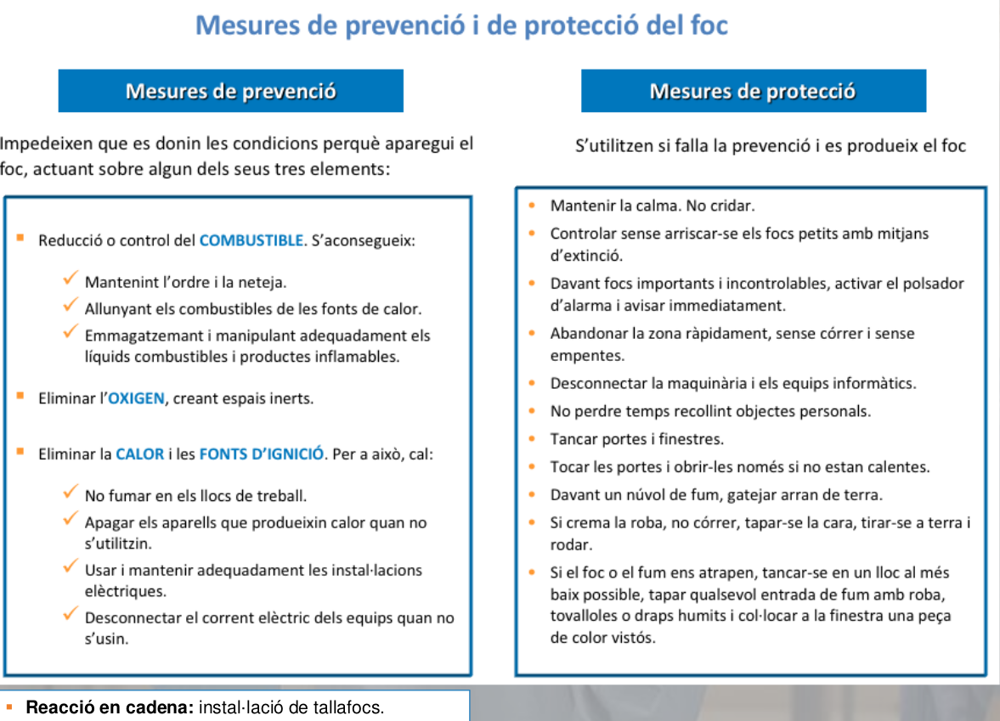 Mesures de prevenció i de protecció del foc
Mesures de prevenció
Impedeixen que es donin les condicions perquè aparegui el
foc, actuant sobre algun dels seus tres elements:
Reducció o control del COMBUSTIBLE. S'aconsegueix:
Mantenint l'ordre i la neteja.
Allunyant els combustibles de les fonts de calor.
Emmagatzemant i manipulant adequadament els
líquids combustibles i productes inflamables.
Eliminar l'OXIGEN, creant espais inerts.
Eliminar la CALOR i les FONTS D'IGNICIÓ. Per a això, cal:
No fumar en els llocs de treball.
Apagar els aparells que produeixin calor quan no
s'utilitzin.
Usar i mantenir adequadament les instal·lacions
elèctriques.
Desconnectar el corrent elèctric dels equips quan no
s'usin.
Reacció en cadena: instal·lació de tallafocs.
Mesures de protecció
S'utilitzen si falla la prevenció i es produeix el foc
Mantenir la calma. No cridar.
Controlar sense arriscar-se els focs petits amb mitjans
d'extinció.
Davant focs importants i incontrolables, activar el polsador
d'alarma i avisar immediatament.
Abandonar la zona ràpidament, sense córrer i sense
empentes.
Desconnectar la maquinària i els equips informàtics.
No perdre temps recollint objectes personals.
Tancar portes i finestres.
Tocar les portes i obrir-les només si no estan calentes.
Davant un núvol de fum, gatejar arran de terra.
Si crema la roba, no córrer, tapar-se la cara, tirar-se a terra i
rodar.
Si el foc o el fum ens atrapen, tancar-se en un lloc al més
baix possible, tapar qualsevol entrada de fum amb roba,
tovalloles o draps humits i col·locar a la finestra una peça
de color vistós.